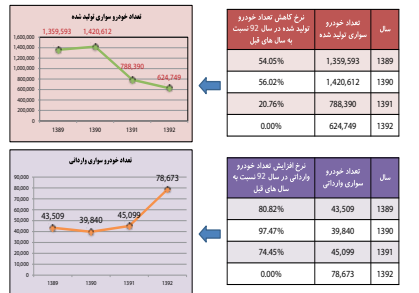 تعداد خودرو سواری تولید شده
1,600,000
1,400,000
1,200,000
1,000,000
800,000
600,000
400,000
200,000
0
1,359,593 1,420,612 788,390 624,749
1389 1390 1391 1392
سال تعداد خودرو سواری تولید شده نرخ کاهش تعداد خودرو تولید شده در سال 92 نسبت به سال های قبل
1389 1,359,593 54.05%
1390 1,420,612 56.02%
1391 788,390 20.76%
1392 624,749 0.00%
تعداد خودرو سواری وارداتی
90,000
80,000
70,000
60,000
50,000
40,000
30,000
20,000
10,000
0
43,509 39,840 45,099 78,673
1389 1390 1391 1392
سال تعداد خودرو سواری وارداتی نرخ افزایش تعداد خودرو وارداتی در سال 92 نسبت به سال های قبل
1389 43,509 80.82%
1390 39,840 97.47%
1391 45,099 74.45%
1392 78,673 0.00%